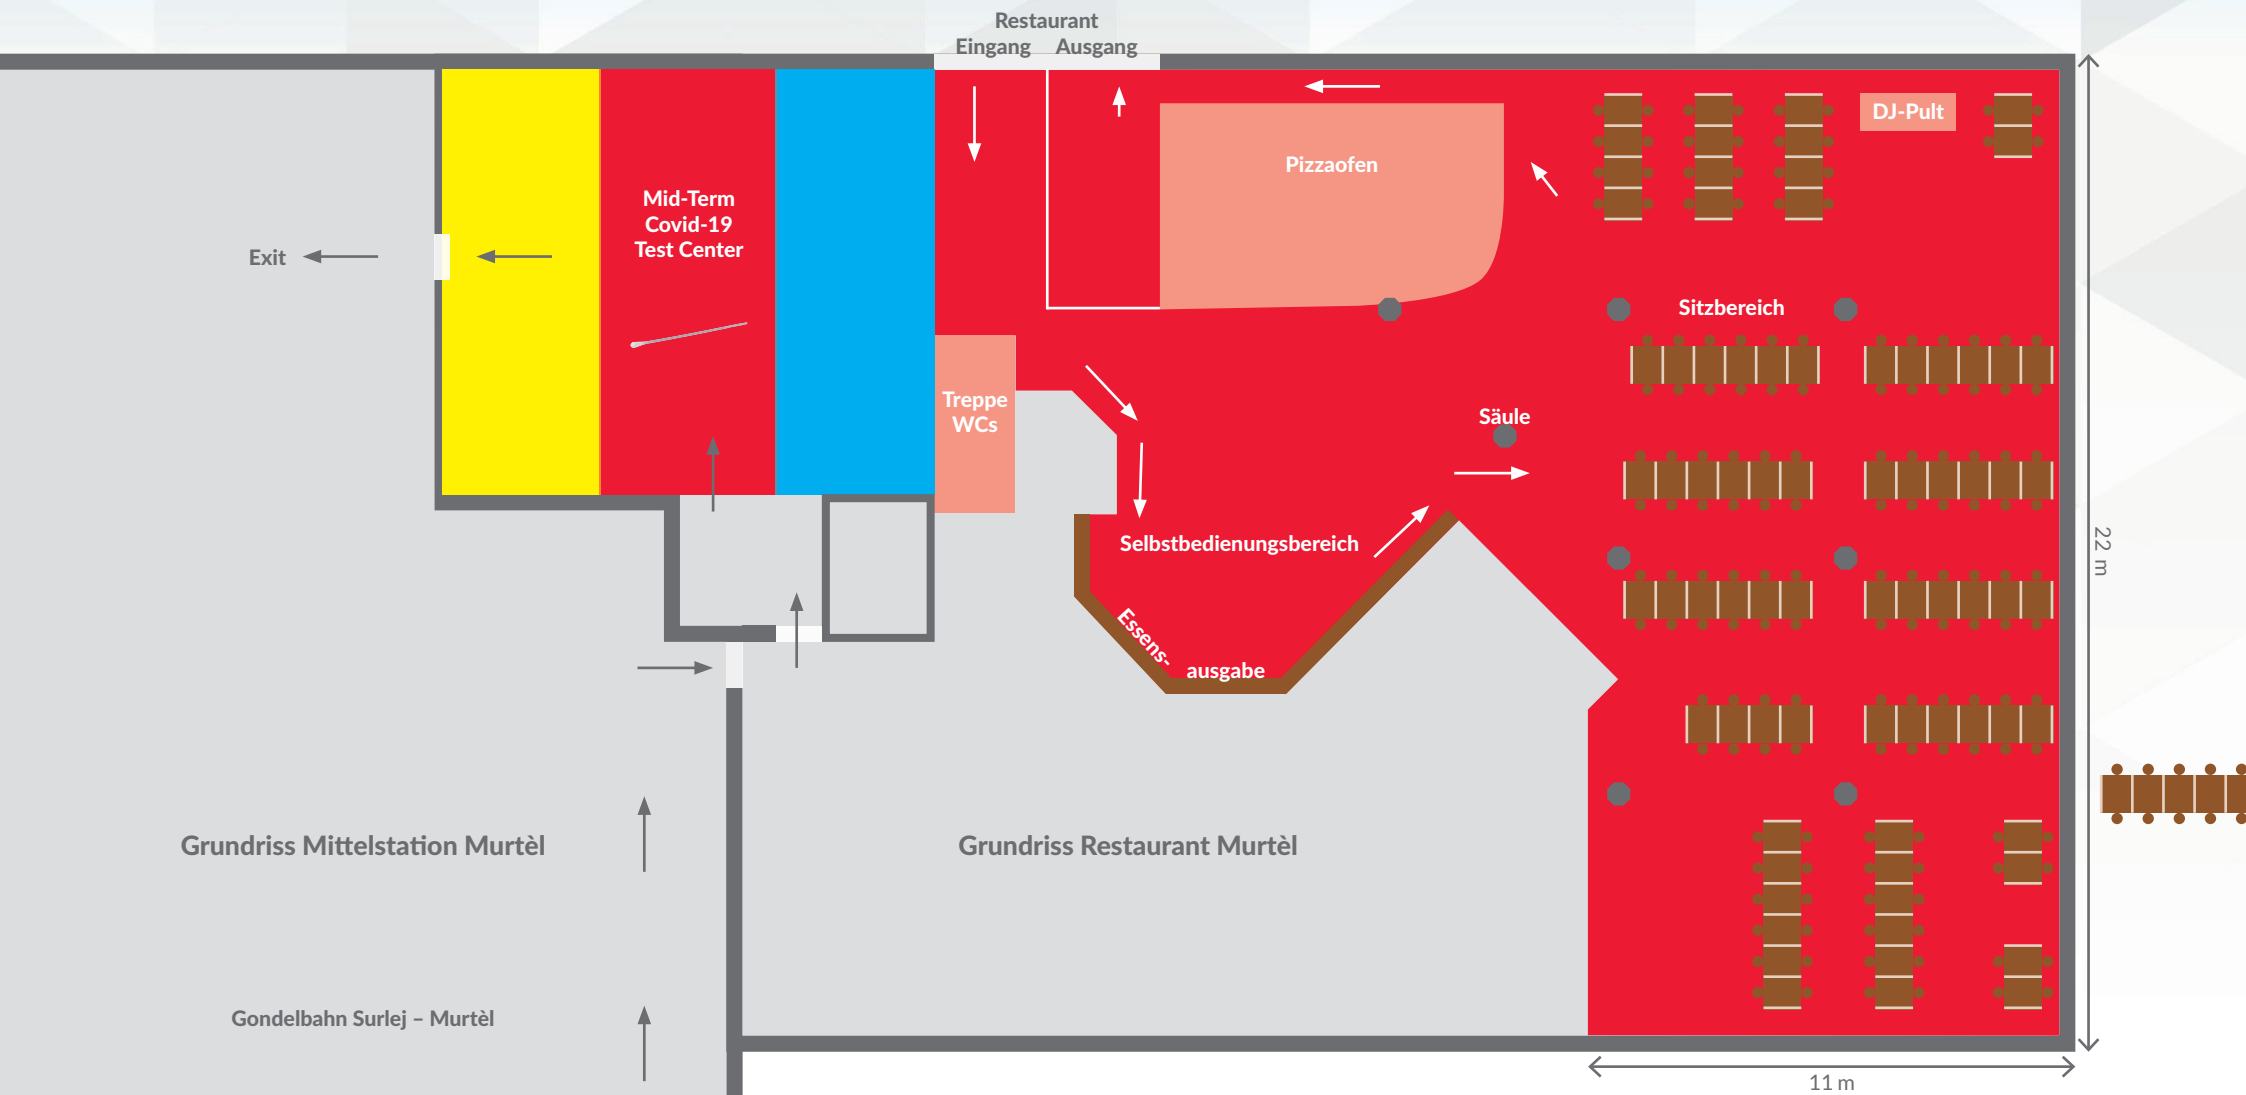 Restaurant
Eingang Ausgang
DJ-Pult
Pizzaofen
Mid-Term
Covid-19
Test Center
Exit
Sitzbereich
Treppe
WCs
Säule
Selbstbedienungsbereich
22 m
Essens-
ausgabe
Grundriss Mittelstation Murtèl
Grundriss Restaurant Murtèl
Gondelbahn Surlej – Murtèl
11 m